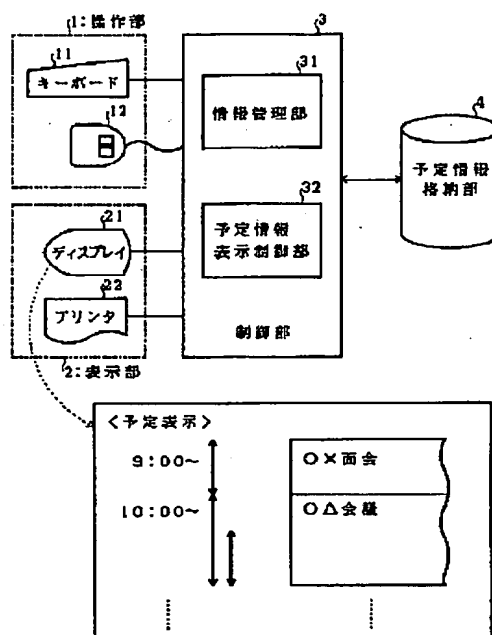 1:操作部
11
キーボード
12
3
31
情報管理部
32
予定情報
表示制御部
制御部
4
予定情報
格納部
21
ディスプレイ
22
プリンタ
2:表示部
<予定表示>
9:00~
○×面会
10:00~
○△会議